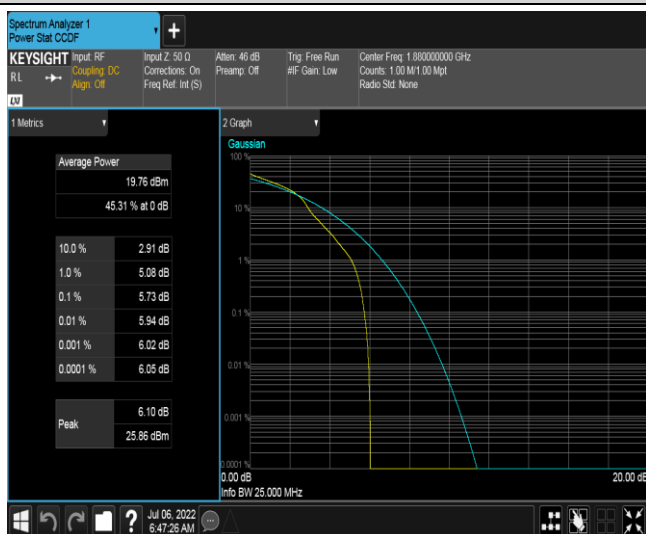 Spectrum Analyzer 1
Power Stat CCDF
+
KEYSIGHT
RL
LXI
Input: RF
Coupling: DC
Align: Off
Input Z: 50 Ω
Corrections: On
Freq Ref: Int (S)
Atten: 46 dB
Preamp: Off
Trig: Free Run
#IF Gain: Low
Center Freq: 1.880000000 GHz
Counts: 1.00 M/1.00 Mpt
Radio Std: None
1 Metrics
Average Power
19.76 dBm
45.31 % at 0 dB
10.0 % 2.91 dB
1.0 % 5.08 dB
0.1 % 5.73 dB
0.01 % 5.94 dB
0.001 % 6.02 dB
0.0001 % 6.05 dB
Peak
6.10 dB
25.86 dBm
2 Graph
Gaussian
100 %
10 %
1 %
0.1 %
0.01 %
0.001 %
0.0001 %
0.00 dB
20.00 dB
Info BW 25.000 MHz
?
Jul 06, 2022
6:47:26 AM